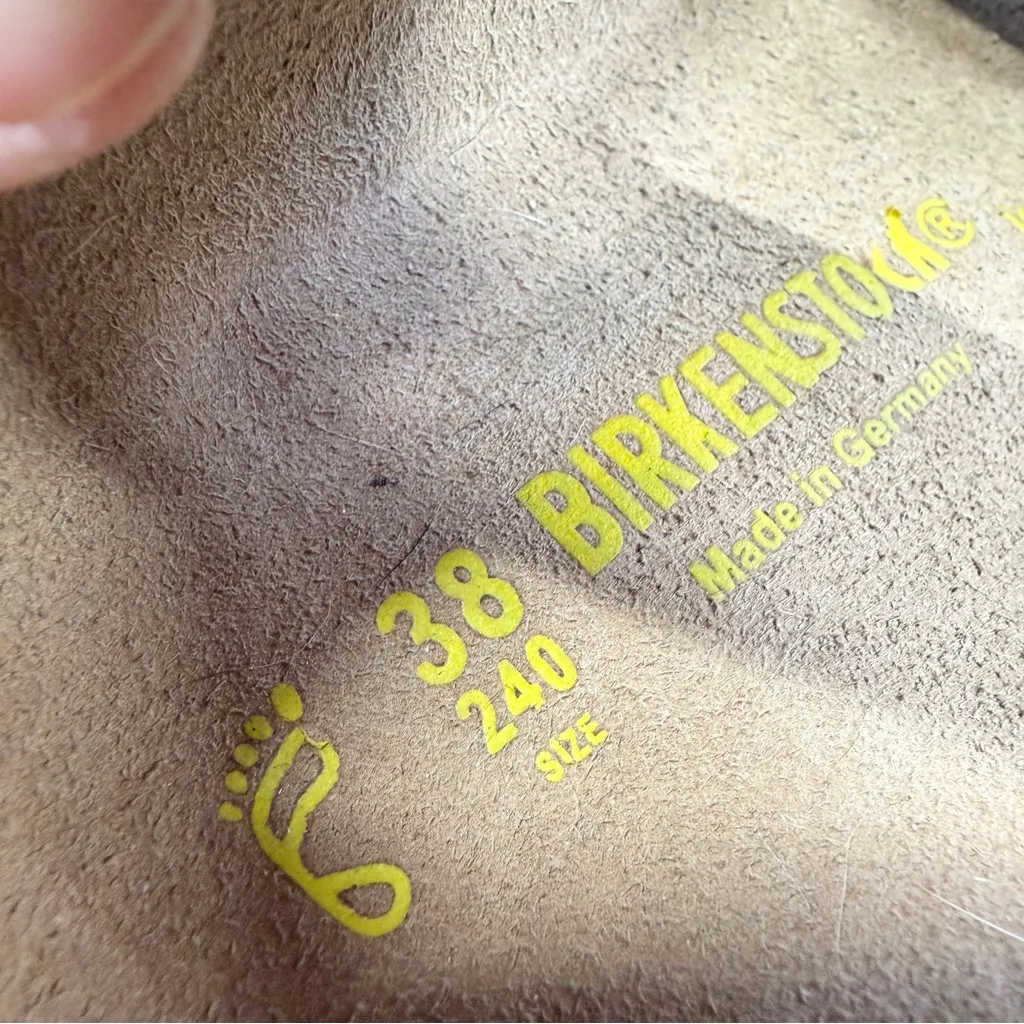 BIRKENSTOCK®
Made in Germany
38
240
SIZE